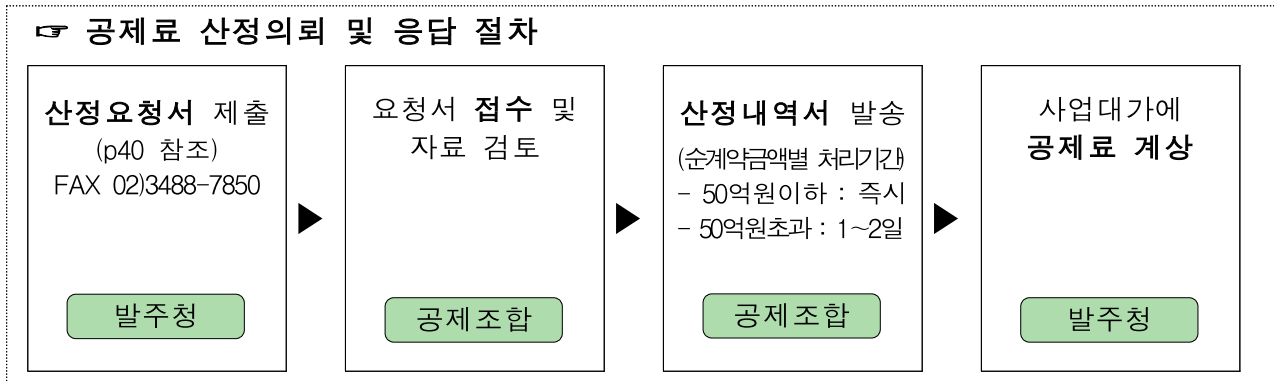 ☞ 공제료 산정의뢰 및 응답 절차
산정요청서 제출
(p40 참조)
FAX 02)3488-7850
발주청
요청서 접수 및
자료 검토
공제조합
산정내역서 발송
(순계약금액별 처리기간)
- 50억원이하 : 즉시
- 50억원초과 : 1~2일
공제조합
사업대가에
공제료 계상
발주청